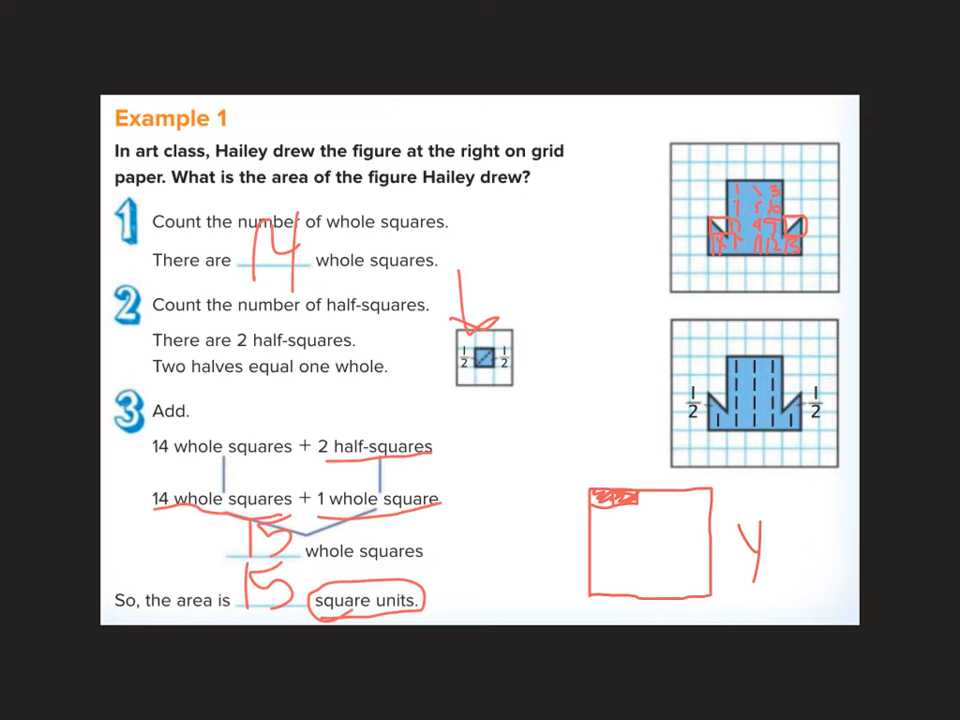 Example 1
In art class, Hailey drew the figure at the right on grid
paper. What is the area of the figure Hailey drew?
1 Count the number of whole squares.
There are 14 whole squares.
2 Count the number of half-squares.
There are 2 half-squares.
Two halves equal one whole.
1/2 1/2
3 Add.
14 whole squares + 2 half-squares
14 whole squares + 1 whole square
15 whole squares
So, the area is 15 square units.
1/2 1/2
y